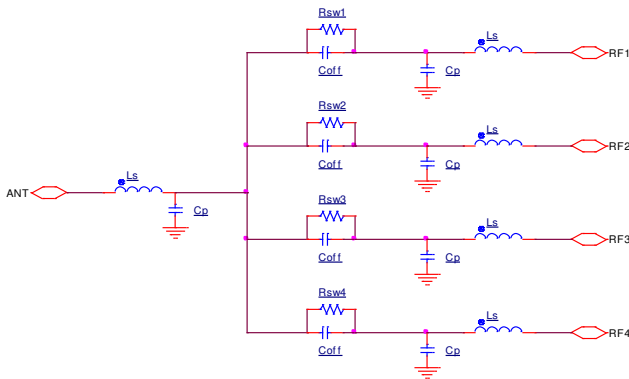 Rsw1
Ls
RF1
Coff
Cp
Rsw2
Ls
RF2
Coff
Cp
Ls
ANT
Cp
Rsw3
Ls
RF3
Coff
Cp
Rsw4
Ls
RF4
Coff
Cp